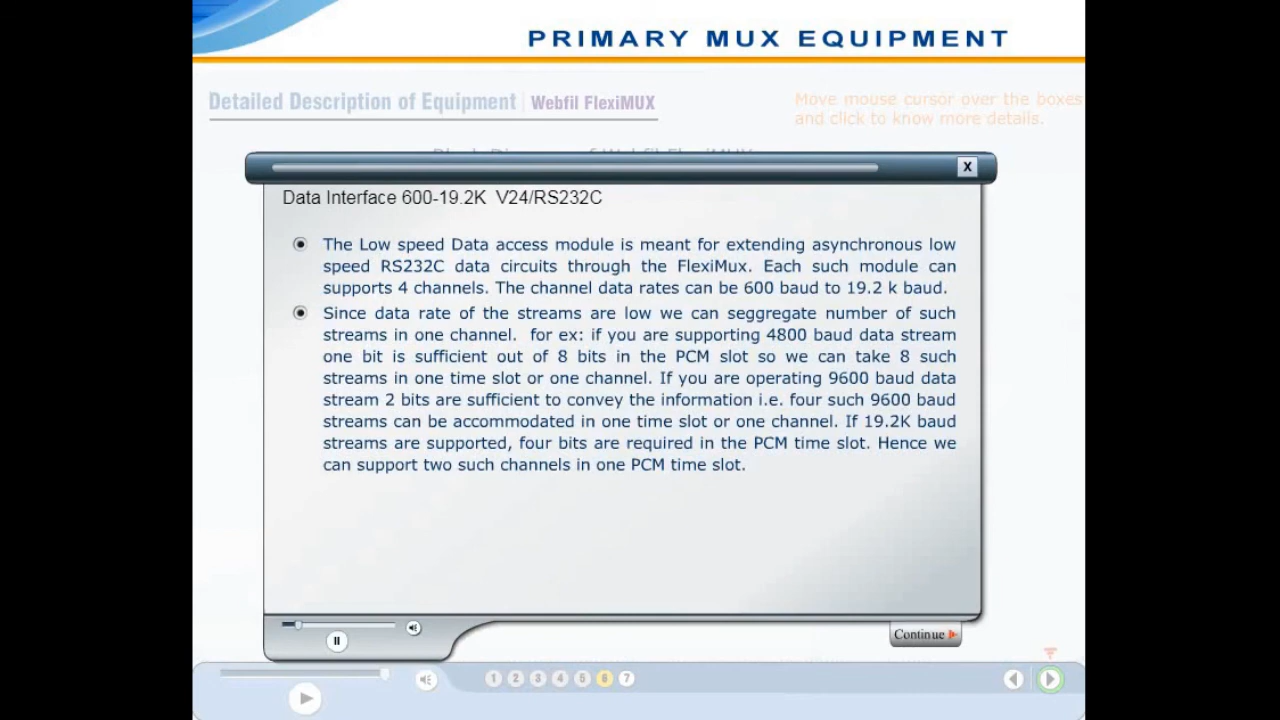 PRIMARY MUX EQUIPMENT
Detailed Description of Equipment | Webfil FlexiMUX
Move mouse cursor over the boxes
and click to know more details.
X
Data Interface 600-19.2K V24/RS232C
The Low speed Data access module is meant for extending asynchronous low
speed RS232C data circuits through the FlexiMux. Each such module can
supports 4 channels. The channel data rates can be 600 baud to 19.2 k baud.
Since data rate of the streams are low we can seggregate number of such
streams in one channel. for ex: if you are supporting 4800 baud data stream
one bit is sufficient out of 8 bits in the PCM slot so we can take 8 such
streams in one time slot or one channel. If you are operating 9600 baud data
stream 2 bits are sufficient to convey the information i.e. four such 9600 baud
streams can be accommodated in one time slot or one channel. If 19.2K baud
streams are supported, four bits are required in the PCM time slot. Hence we
can support two such channels in one PCM time slot.
Continue
1 2 3 4 5 6 7